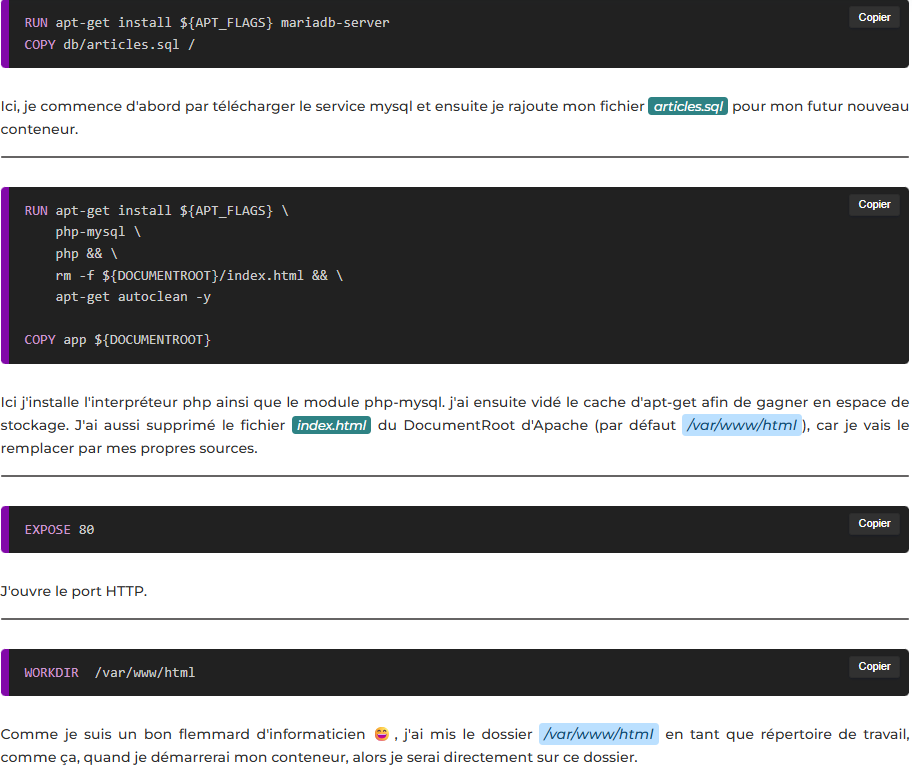 RUN apt-get install ${APT_FLAGS} mariadb-server
Copier
COPY db/articles.sql /
Ici, je commence d'abord par télécharger le service mysql et ensuite je rajoute mon fichier articles.sql pour mon futur nouveau
conteneur.
RUN apt-get install ${APT_FLAGS} \
Copier
php-mysql \
php && \
rm -f ${DOCUMENTROOT}/index.html && \
apt-get autoclean -y
COPY app ${DOCUMENTROOT}
Ici j'installe l'interpréteur php ainsi que le module php-mysql. j'ai ensuite vidé le cache d'apt-get afin de gagner en espace de
stockage. J'ai aussi supprimé le fichier index.html du DocumentRoot d'Apache (par défaut /var/www/html), car je vais le
remplacer par mes propres sources.
EXPOSE 80
Copier
J'ouvre le port HTTP.
WORKDIR  /var/www/html
Copier
Comme je suis un bon flemmard d'informaticien 😄 , j'ai mis le dossier /var/www/html en tant que répertoire de travail,
comme ça, quand je démarrerai mon conteneur, alors je serai directement sur ce dossier.